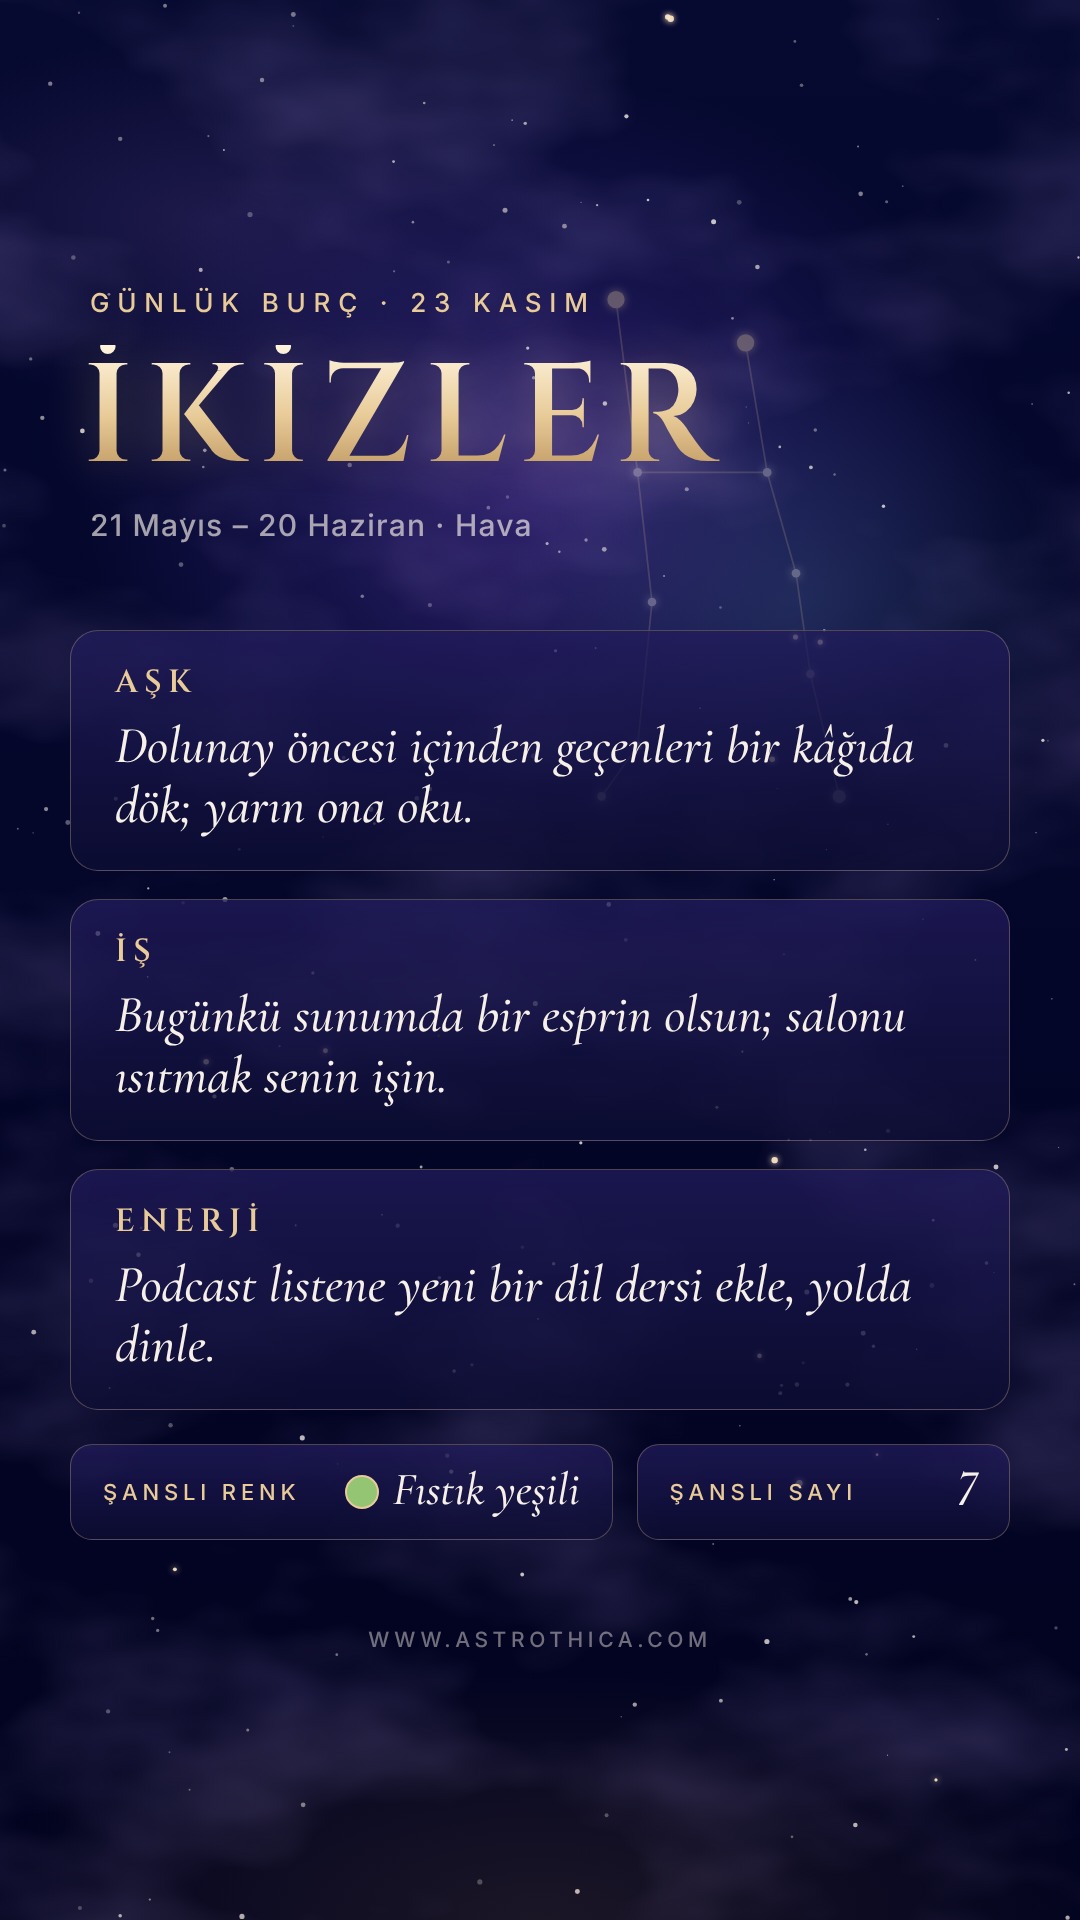 GÜNLÜK BURÇ · 23 KASIM
İKİZLER
21 Mayıs – 20 Haziran · Hava
AŞK
Dolunay öncesi içinden geçenleri bir kâğıda
dök; yarın ona oku.
İŞ
Bugünkü sunumda bir esprin olsun; salonu
ısıtmak senin işin.
ENERJİ
Podcast listene yeni bir dil dersi ekle, yolda
dinle.
ŞANSLI RENK Fıstık yeşili
ŞANSLI SAYI 7
WWW.ASTROTHICA.COM